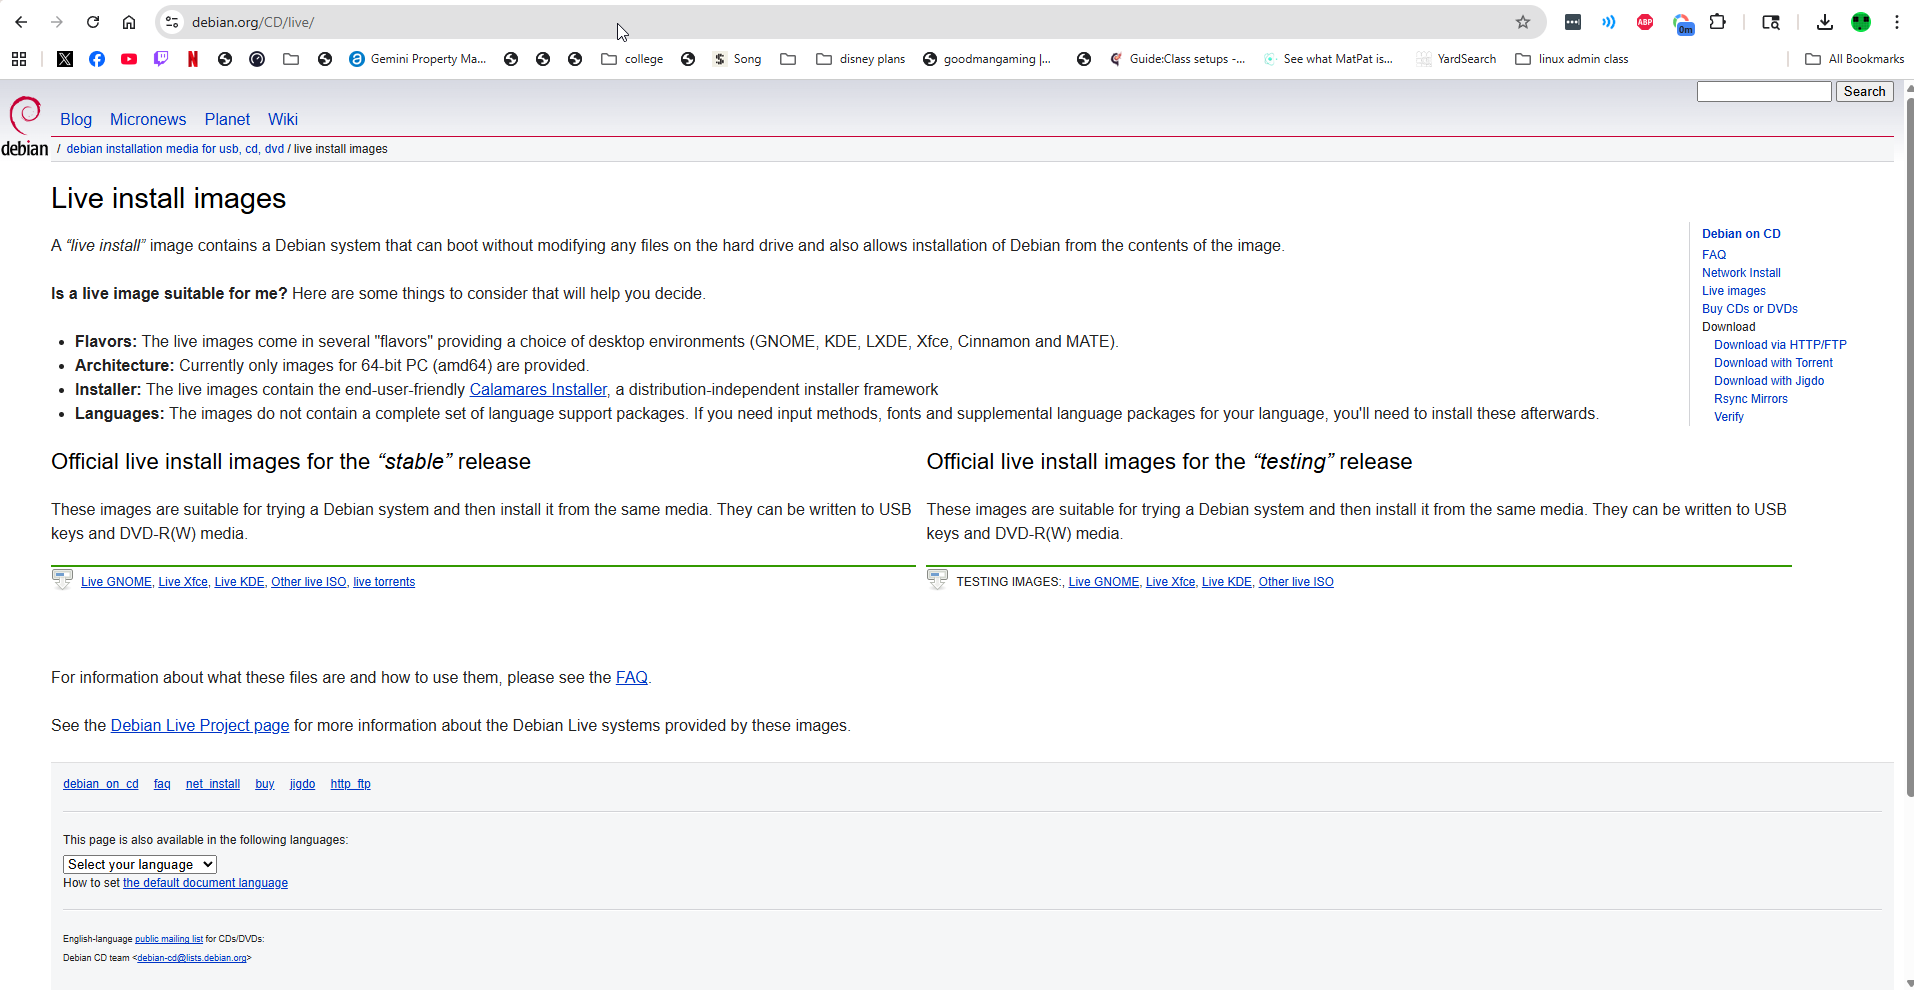 debian.org/CD/live/
Gemini Property Ma...
college
Song
disney plans
goodmangaming |...
Guide:Class setups -...
See what MatPat is...
YardSearch
linux admin class
All Bookmarks
ABP
0m
Search
debian
Blog Micronews Planet Wiki
/ debian installation media for usb, cd, dvd / live install images
Live install images
A “live install” image contains a Debian system that can boot without modifying any files on the hard drive and also allows installation of Debian from the contents of the image.
Is a live image suitable for me? Here are some things to consider that will help you decide.
• Flavors: The live images come in several "flavors" providing a choice of desktop environments (GNOME, KDE, LXDE, Xfce, Cinnamon and MATE).
• Architecture: Currently only images for 64-bit PC (amd64) are provided.
• Installer: The live images contain the end-user-friendly Calamares Installer, a distribution-independent installer framework
• Languages: The images do not contain a complete set of language support packages. If you need input methods, fonts and supplemental language packages for your language, you'll need to install these afterwards.
Debian on CD
FAQ
Network Install
Live images
Buy CDs or DVDs
Download
Download via HTTP/FTP
Download with Torrent
Download with Jigdo
Rsync Mirrors
Verify
Official live install images for the “stable” release
These images are suitable for trying a Debian system and then install it from the same media. They can be written to USB
keys and DVD-R(W) media.
Live GNOME, Live Xfce, Live KDE, Other live ISO, live torrents
Official live install images for the “testing” release
These images are suitable for trying a Debian system and then install it from the same media. They can be written to USB
keys and DVD-R(W) media.
TESTING IMAGES:, Live GNOME, Live Xfce, Live KDE, Other live ISO
For information about what these files are and how to use them, please see the FAQ.
See the Debian Live Project page for more information about the Debian Live systems provided by these images.
debian_on_cd faq net_install buy jigdo http_ftp
This page is also available in the following languages:
Select your language
How to set the default document language
English-language public mailing list for CDs/DVDs:
Debian CD team <debian-cd@lists.debian.org>